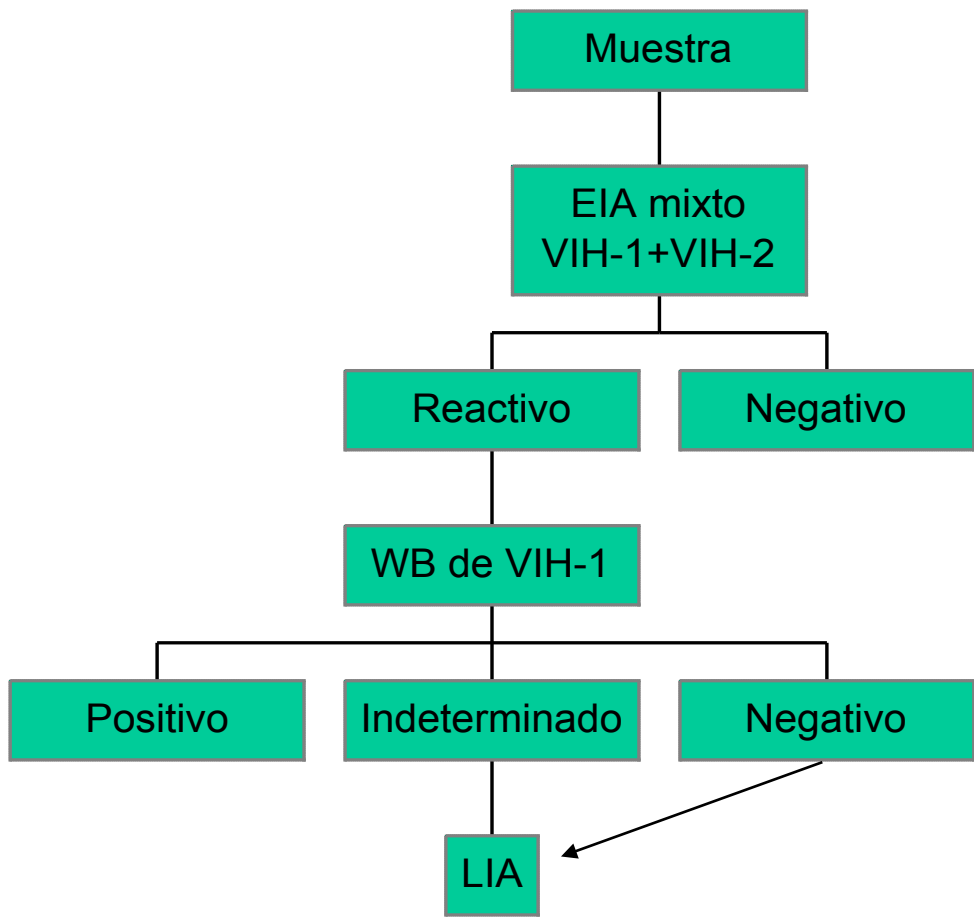 Muestra
EIA mixto
VIH-1+VIH-2
Reactivo
Negativo
WB de VIH-1
Positivo
Indeterminado
Negativo
LIA